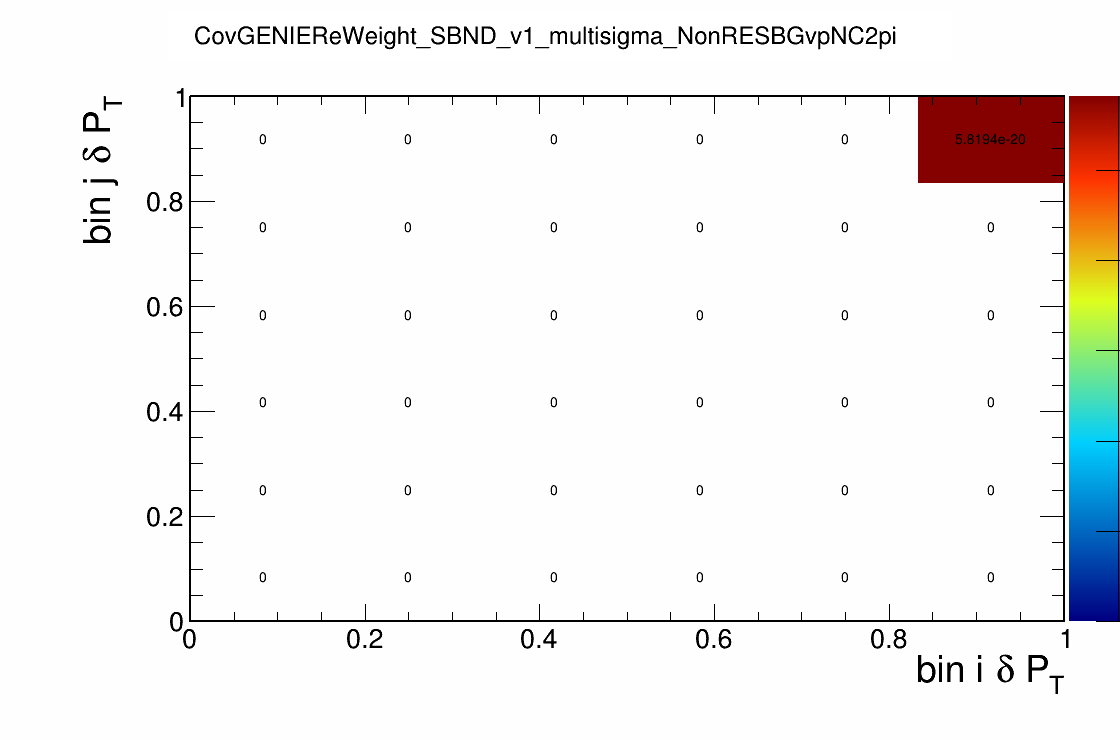 CovGENIEReWeight_SBND_v1_multisigma_NonRESBGvpNC2pi
bin j δ P_T
1
0 0 0 0 0 5.8194e-20
0.8
0 0 0 0 0 0
0.6
0 0 0 0 0 0
0.4
0 0 0 0 0 0
0 0 0 0 0 0
0.2
0 0 0 0 0 0
0
0 0.2 0.4 0.6 0.8 1
bin i δ P_T